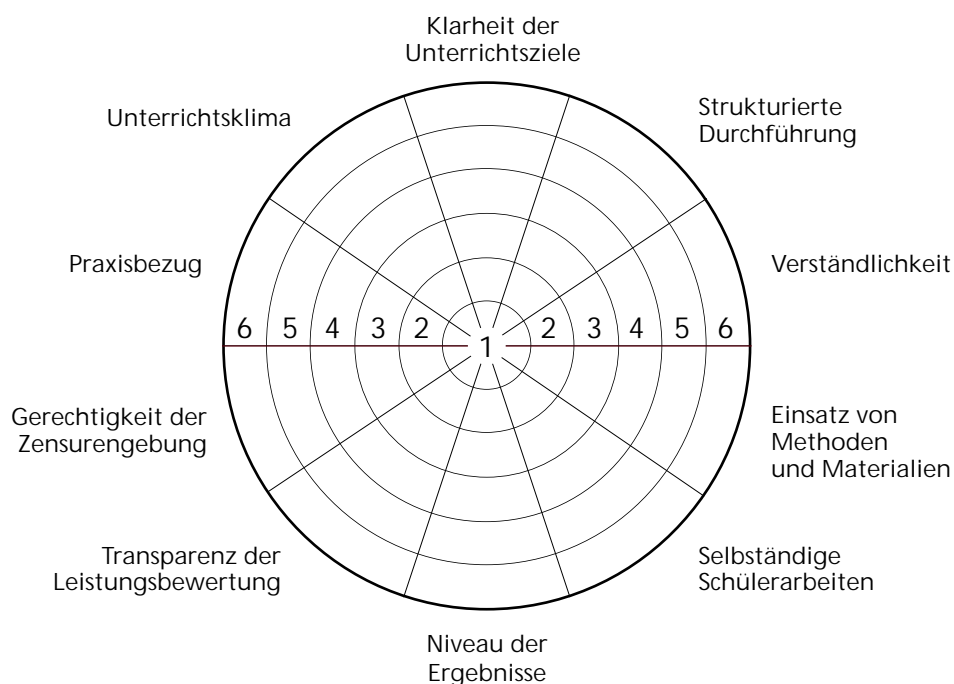 Klarheit der
Unterrichtsziele
Unterrichtsklima
Strukturierte
Durchführung
Praxisbezug
Verständlichkeit
6 5 4 3 2 1 2 3 4 5 6
Gerechtigkeit der
Zensurengebung
Einsatz von
Methoden
und Materialien
Transparenz der
Leistungsbewertung
Selbständige
Schülerarbeiten
Niveau der
Ergebnisse